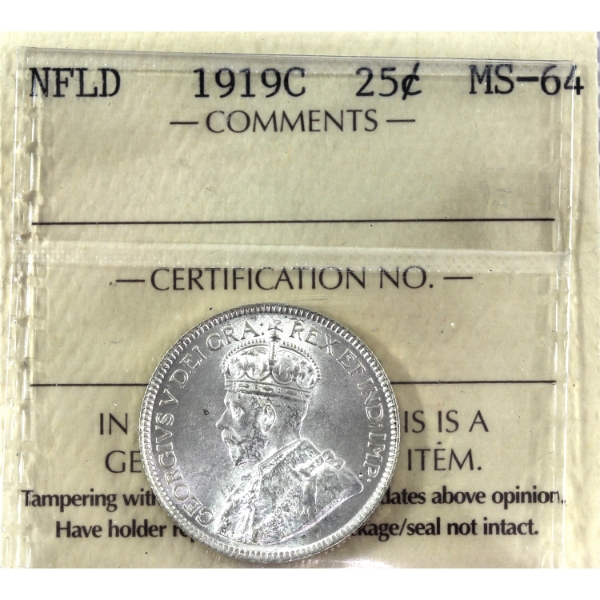 NFLD 1919C 25¢ MS-64
— COMMENTS —
— CERTIFICATION NO. —
GEORGIVS V DEI GRA: REX ET IND: IMP:
IN IS IS A
GE ITEM.
Tampering with dates above opinion.
Have holder re kage/seal not intact.